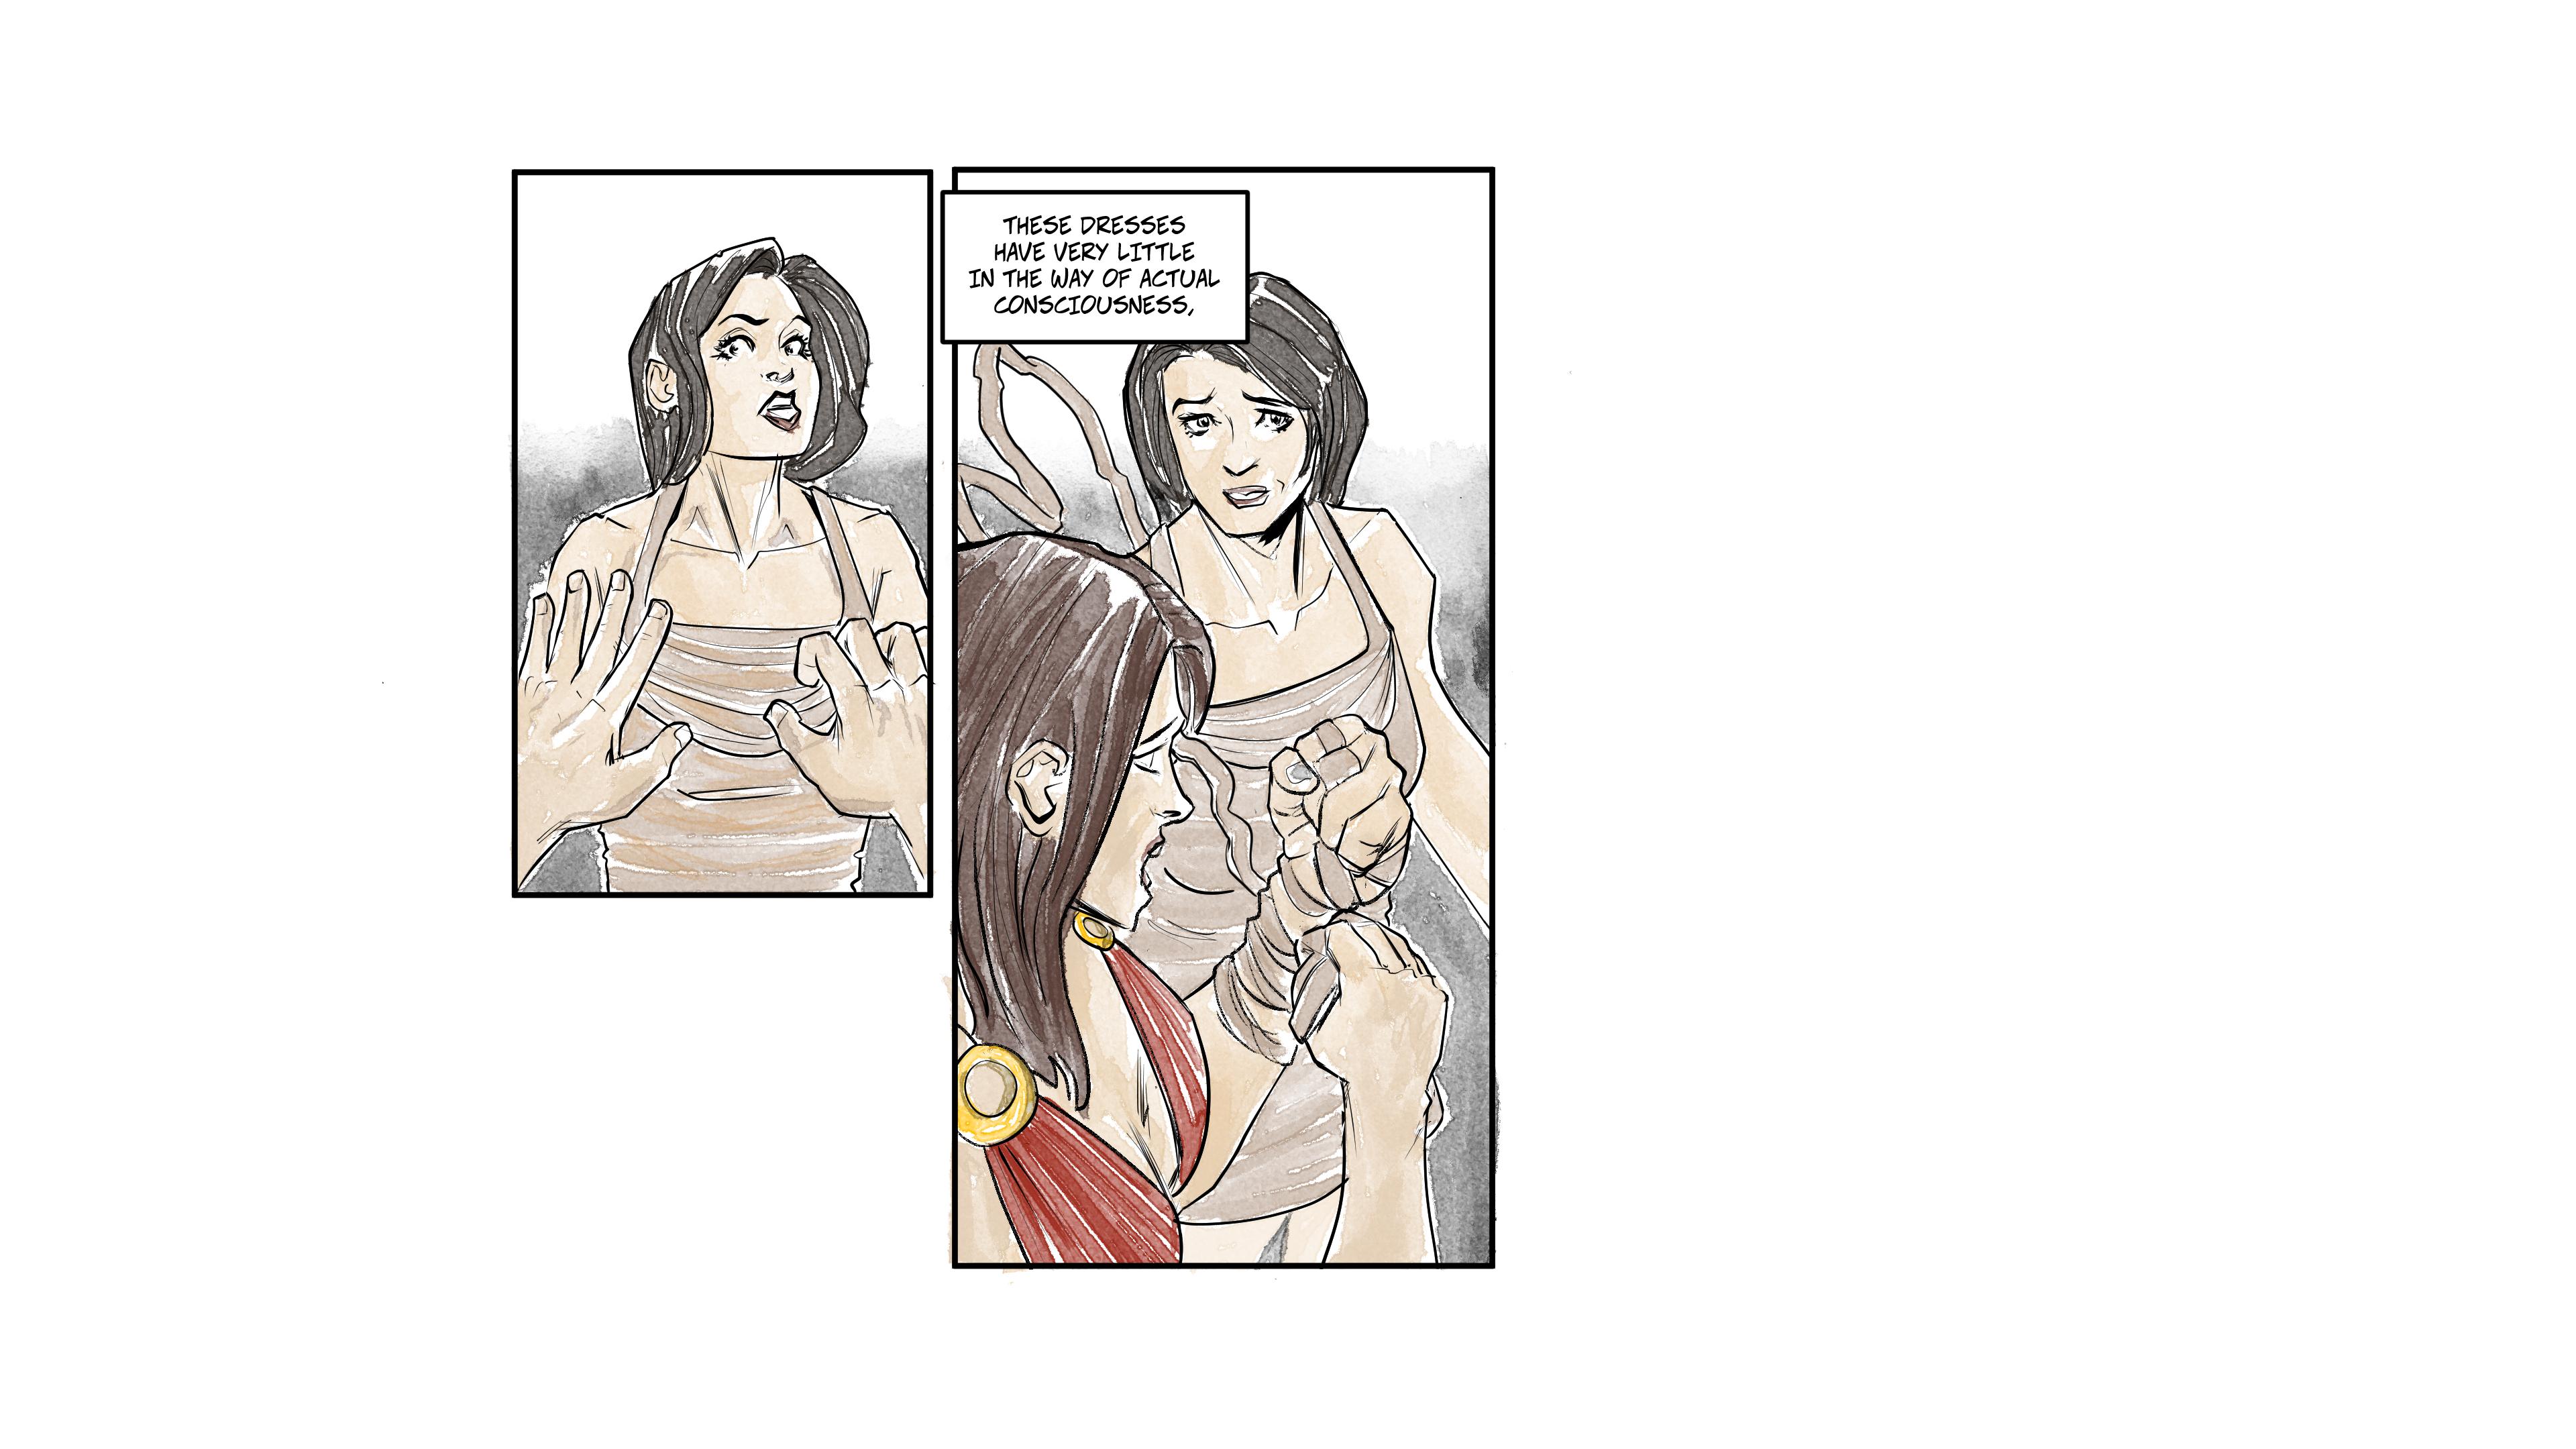 THESE DRESSES
HAVE VERY LITTLE
IN THE WAY OF ACTUAL
CONSCIOUSNESS,